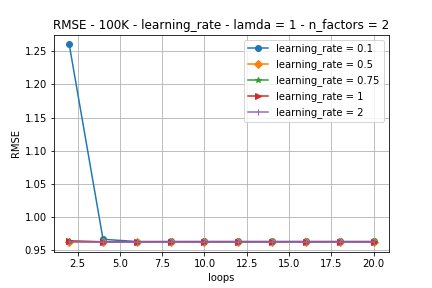 RMSE - 100K - learning_rate - lamda = 1 - n_factors = 2
learning_rate = 0.1
learning_rate = 0.5
learning_rate = 0.75
learning_rate = 1
learning_rate = 2
RMSE
1.25
1.20
1.15
1.10
1.05
1.00
0.95
2.5 5.0 7.5 10.0 12.5 15.0 17.5 20.0
loops